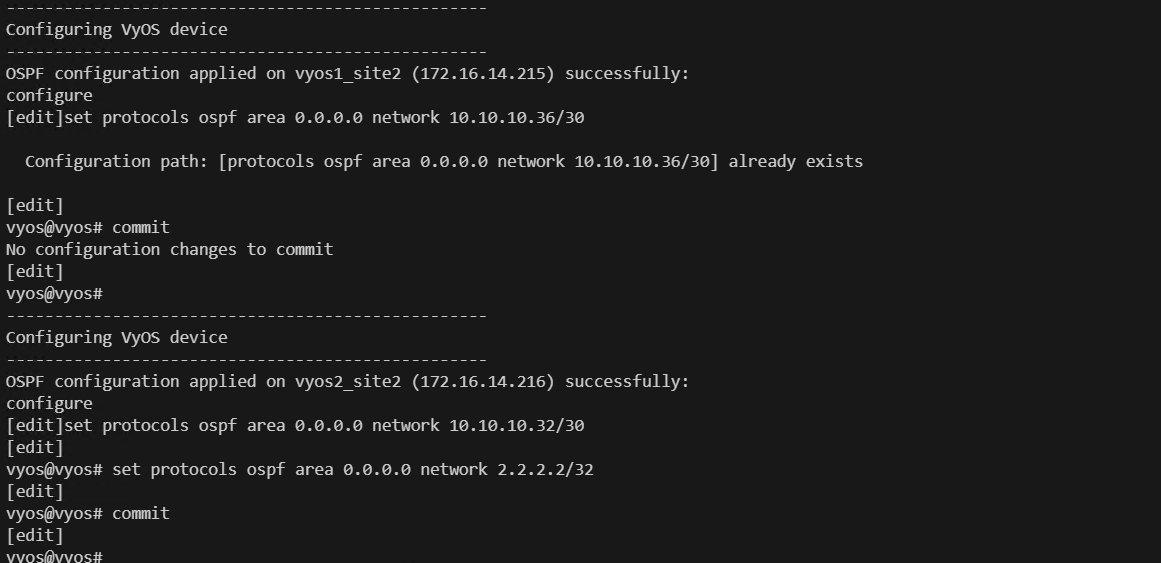 --------------------------------------------------
Configuring VyOS device
--------------------------------------------------
OSPF configuration applied on vyos1_site2 (172.16.14.215) successfully:
configure
[edit]set protocols ospf area 0.0.0.0 network 10.10.10.36/30
Configuration path: [protocols ospf area 0.0.0.0 network 10.10.10.36/30] already exists
[edit]
vyos@vyos# commit
No configuration changes to commit
[edit]
vyos@vyos#
--------------------------------------------------
Configuring VyOS device
--------------------------------------------------
OSPF configuration applied on vyos2_site2 (172.16.14.216) successfully:
configure
[edit]set protocols ospf area 0.0.0.0 network 10.10.10.32/30
[edit]
vyos@vyos# set protocols ospf area 0.0.0.0 network 2.2.2.2/32
[edit]
vyos@vyos# commit
[edit]
vyos@vyos#